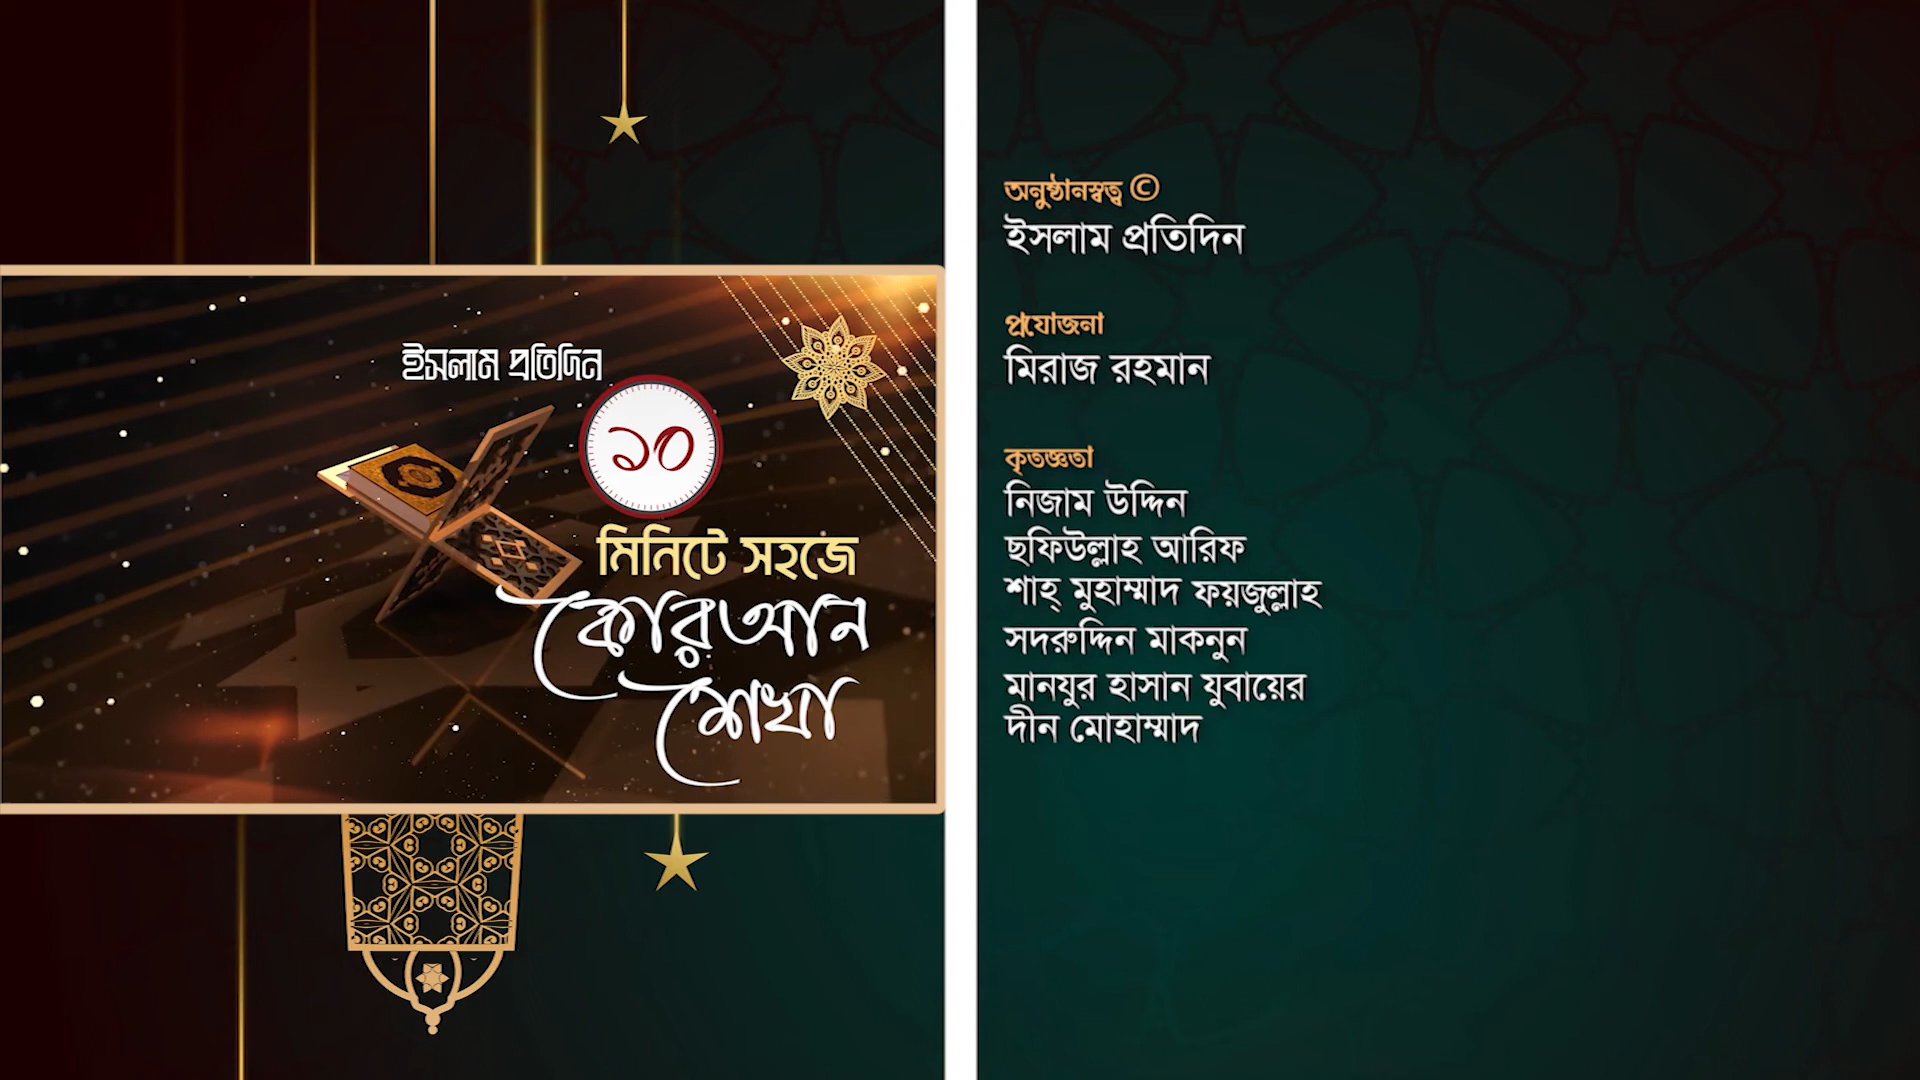 ইসলাম প্রতিদিন
১০
মিনিটে সহজে
কোরআন
শেখা
অনুষ্ঠানস্বত্ব ©
ইসলাম প্রতিদিন
প্রযোজনা
মিরাজ রহমান
কৃতজ্ঞতা
নিজাম উদ্দিন
ছফিউল্লাহ আরিফ
শাহ্ মুহাম্মাদ ফয়জুল্লাহ
সদরুদ্দিন মাকনুন
মানযুর হাসান যুবায়ের
দীন মোহাম্মাদ